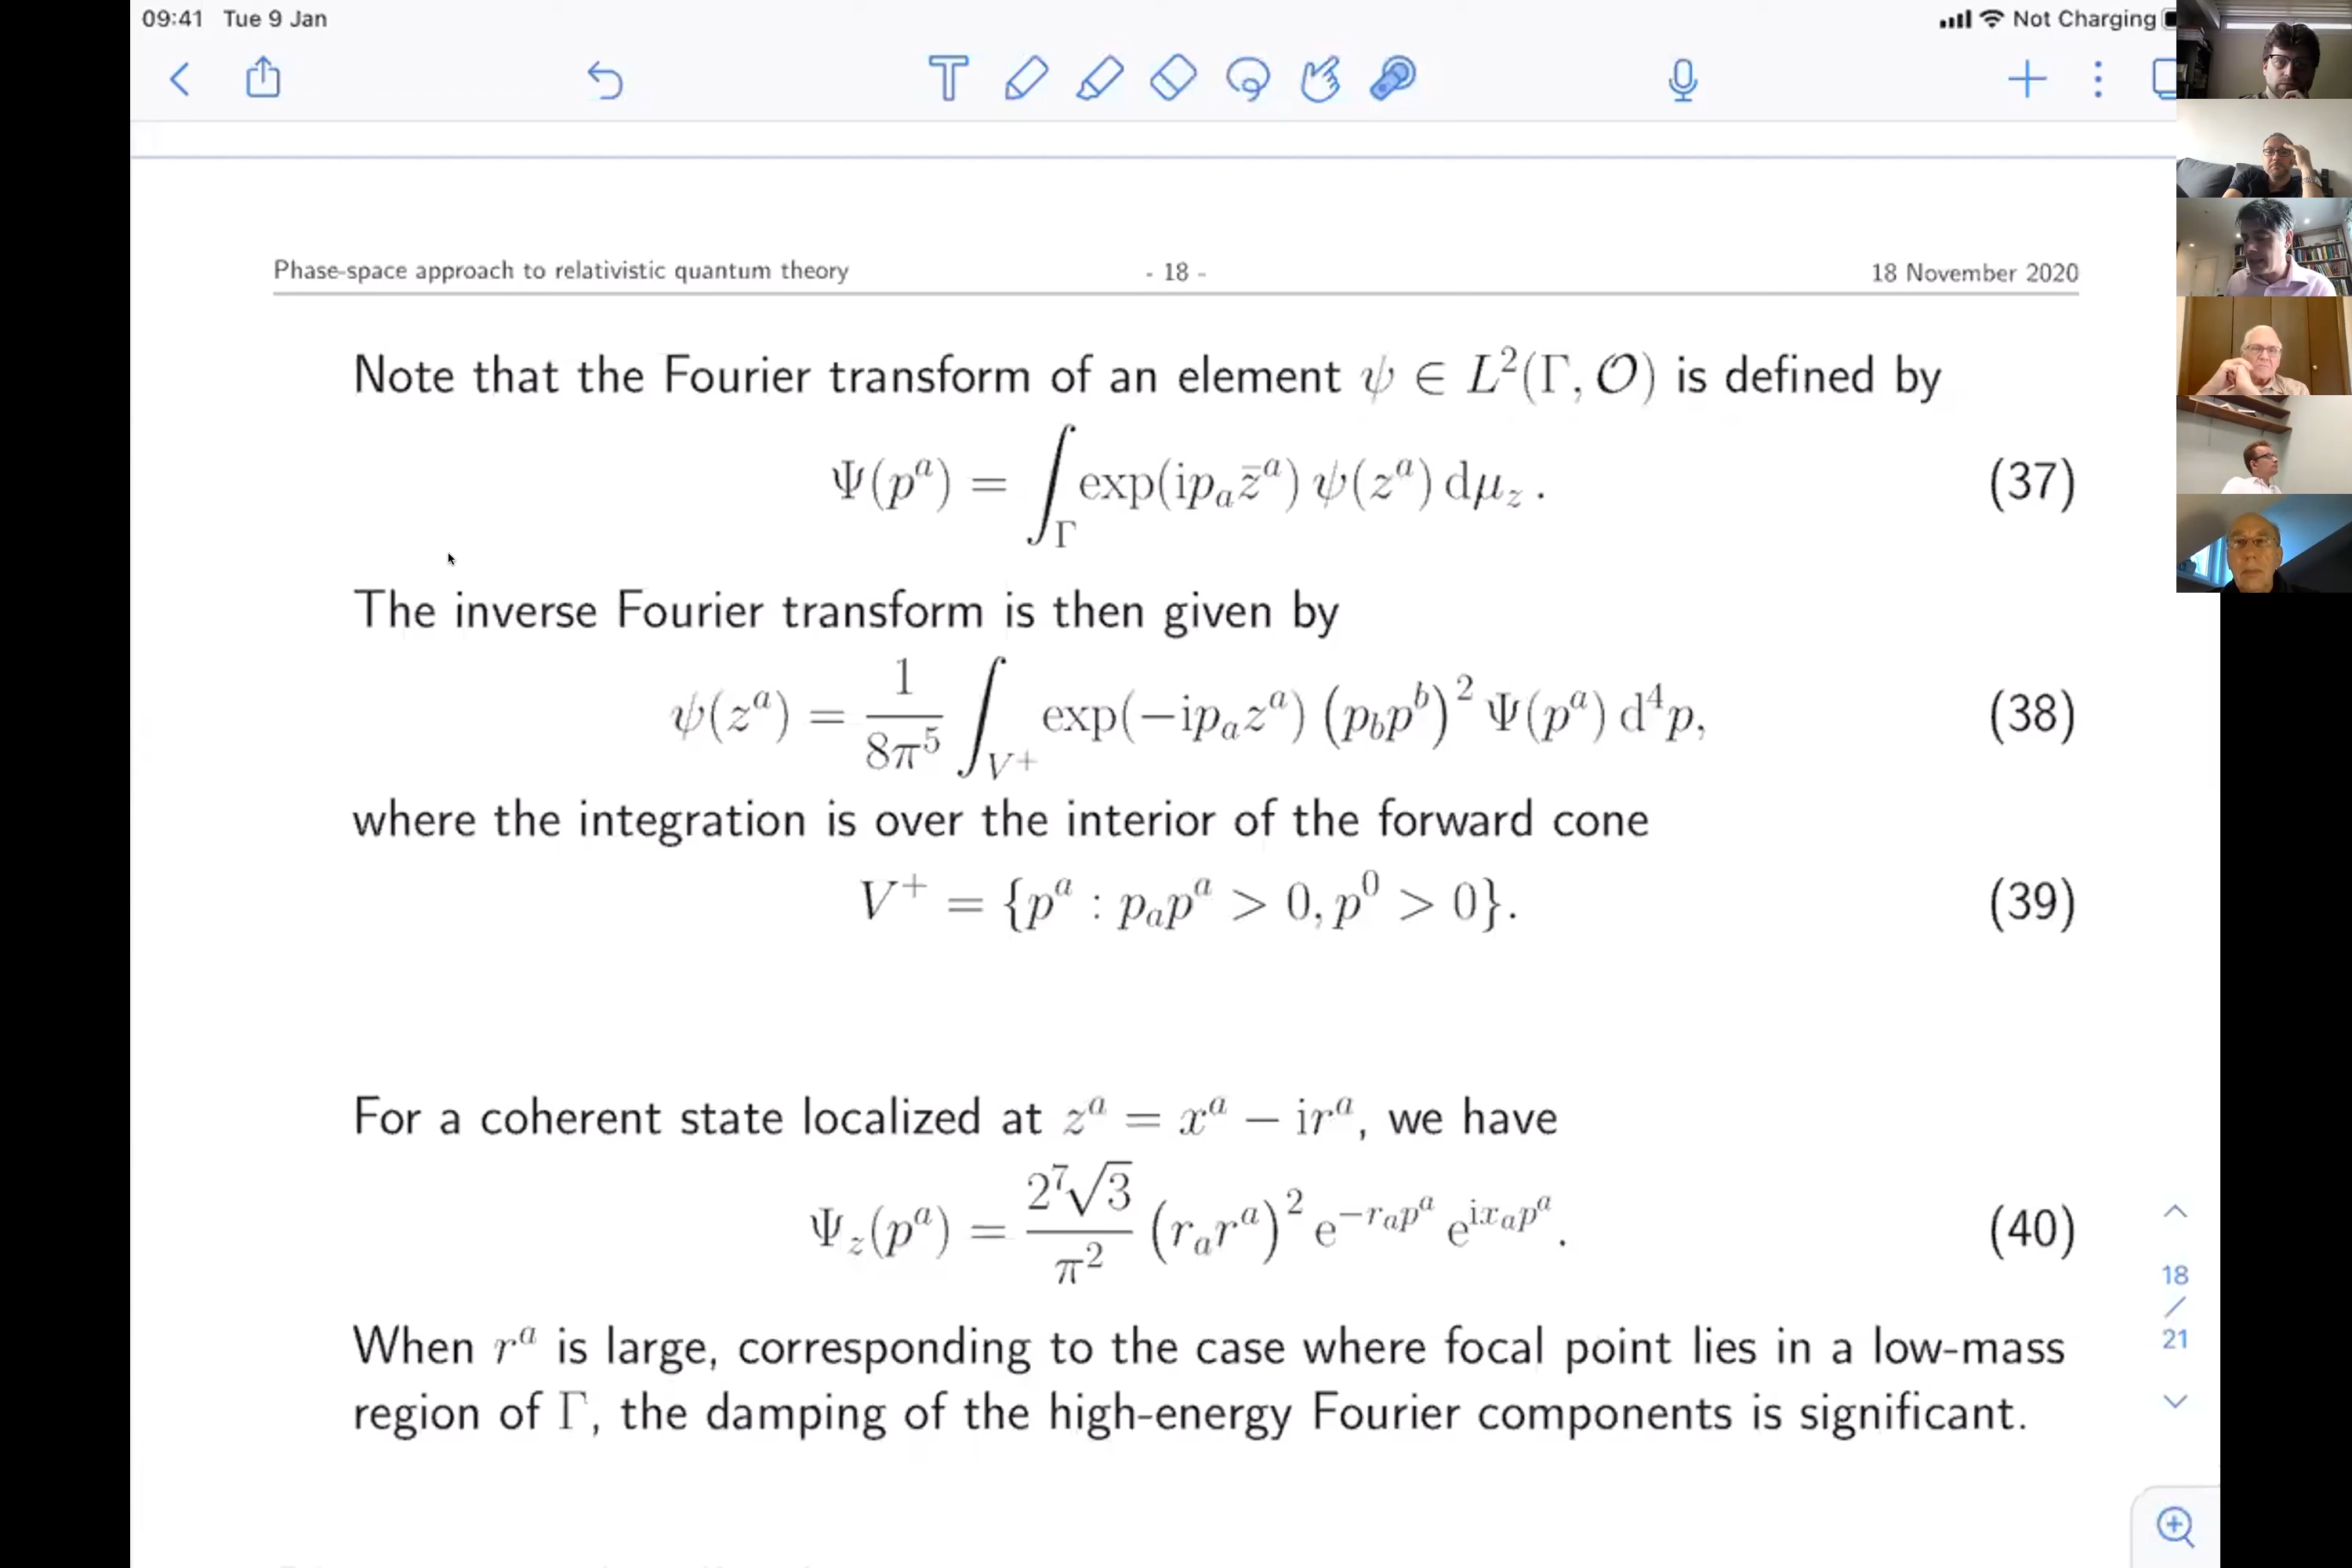 09:41 Tue 9 Jan
Not Charging
Phase-space approach to relativistic quantum theory - 18 - 18 November 2020
Note that the Fourier transform of an element ψ ∈ L²(Γ, 𝒪) is defined by
Ψ(pᵃ) = ∫_Γ exp(ip_a z̄ᵃ) ψ(zᵃ) dμ_z . (37)
The inverse Fourier transform is then given by
ψ(zᵃ) = 1/(8π⁵) ∫_{V⁺} exp(−ip_a zᵃ) (p_b pᵇ)² Ψ(pᵃ) d⁴p, (38)
where the integration is over the interior of the forward cone
V⁺ = {pᵃ : p_a pᵃ > 0, p⁰ > 0}. (39)
For a coherent state localized at zᵃ = xᵃ − irᵃ, we have
Ψ_z(pᵃ) = (2⁷√3)/π² (r_a rᵃ)² e^{−r_a pᵃ} e^{ix_a pᵃ}. (40)
When rᵃ is large, corresponding to the case where focal point lies in a low-mass
region of Γ, the damping of the high-energy Fourier components is significant.
18
/
21